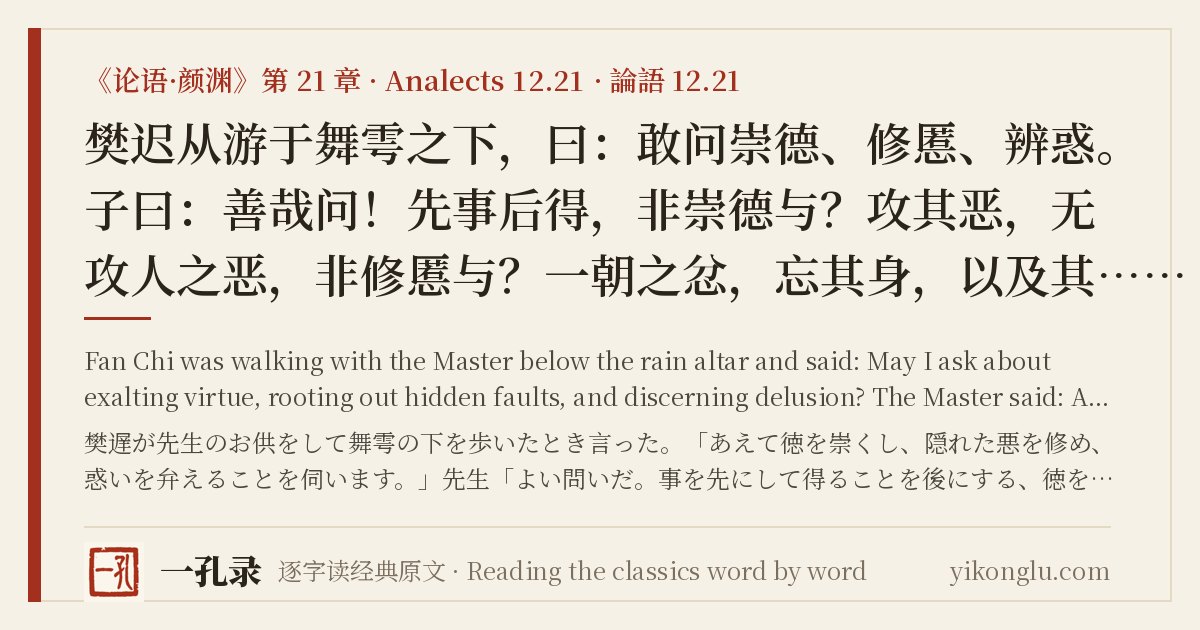 《论语·颜渊》第 21 章 · Analects 12.21 · 論語 12.21
樊迟从游于舞雩之下，曰：敢问崇德、修慝、辨惑。
子曰：善哉问！先事后得，非崇德与？攻其恶，无
攻人之恶，非修慝与？一朝之忿，忘其身，以及其……
Fan Chi was walking with the Master below the rain altar and said: May I ask about
exalting virtue, rooting out hidden faults, and discerning delusion? The Master said: A...
樊遅が先生のお供をして舞雩の下を歩いたとき言った。「あえて徳を崇くし、隠れた悪を修め、
惑いを弁えることを伺います。」先生「よい問いだ。事を先にして得ることを後にする、徳を…
一孔
一孔录 逐字读经典原文 · Reading the classics word by word yikonglu.com